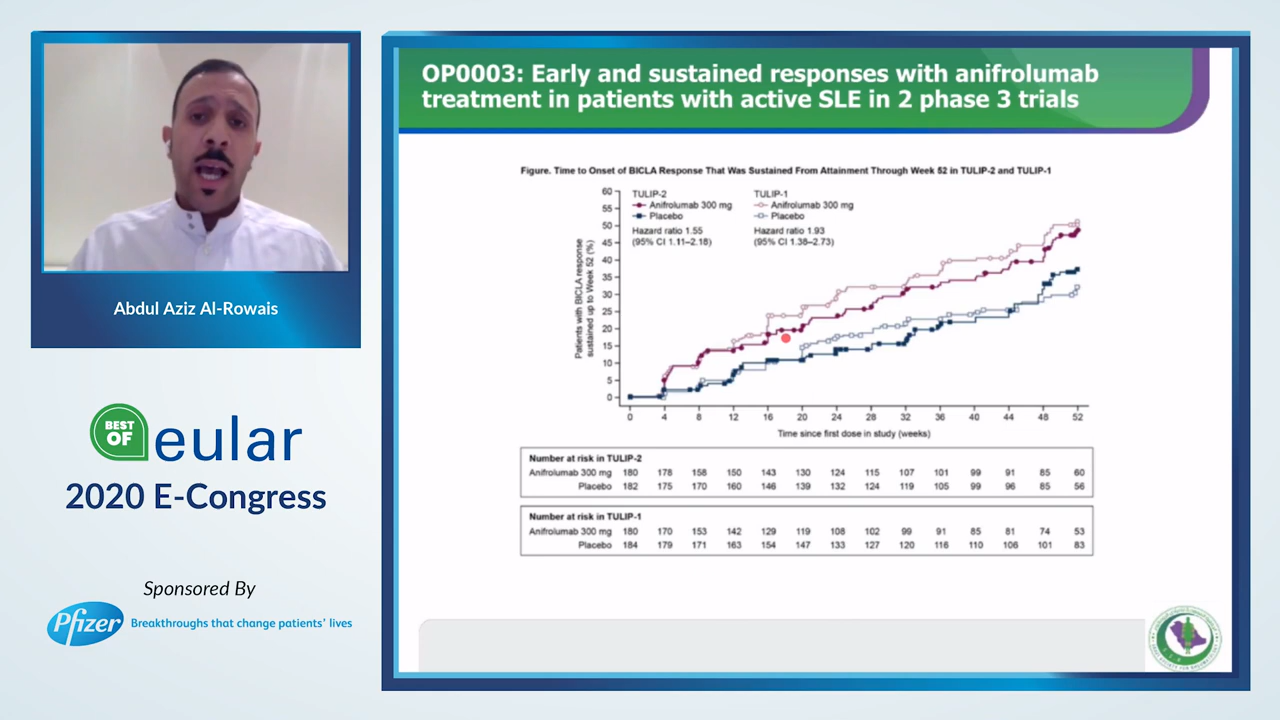 Abdul Aziz Al-Rowais
BEST
OF
eular
2020 E-Congress
Sponsored By
Pfizer
Breakthroughs that change patients' lives
OP0003: Early and sustained responses with anifrolumab
treatment in patients with active SLE in 2 phase 3 trials
Figure. Time to Onset of BICLA Response That Was Sustained From Attainment Through Week 52 in TULIP-2 and TULIP-1
Patients with BICLA response
sustained up to Week 52 (%)
60
55
50
45
40
35
30
25
20
15
10
5
0
TULIP-2
Anifrolumab 300 mg
Placebo
Hazard ratio 1.55
(95% CI 1.11–2.18)
TULIP-1
Anifrolumab 300 mg
Placebo
Hazard ratio 1.93
(95% CI 1.38–2.73)
0 4 8 12 16 20 24 28 32 36 40 44 48 52
Time since first dose in study (weeks)
Number at risk in TULIP-2
Anifrolumab 300 mg 180 178 158 150 143 130 124 115 107 101 99 91 85 60
Placebo 182 175 170 160 146 139 132 124 119 105 99 96 85 56
Number at risk in TULIP-1
Anifrolumab 300 mg 180 170 153 142 129 119 108 102 99 91 85 81 74 53
Placebo 184 179 171 163 154 147 133 127 120 116 110 106 101 83